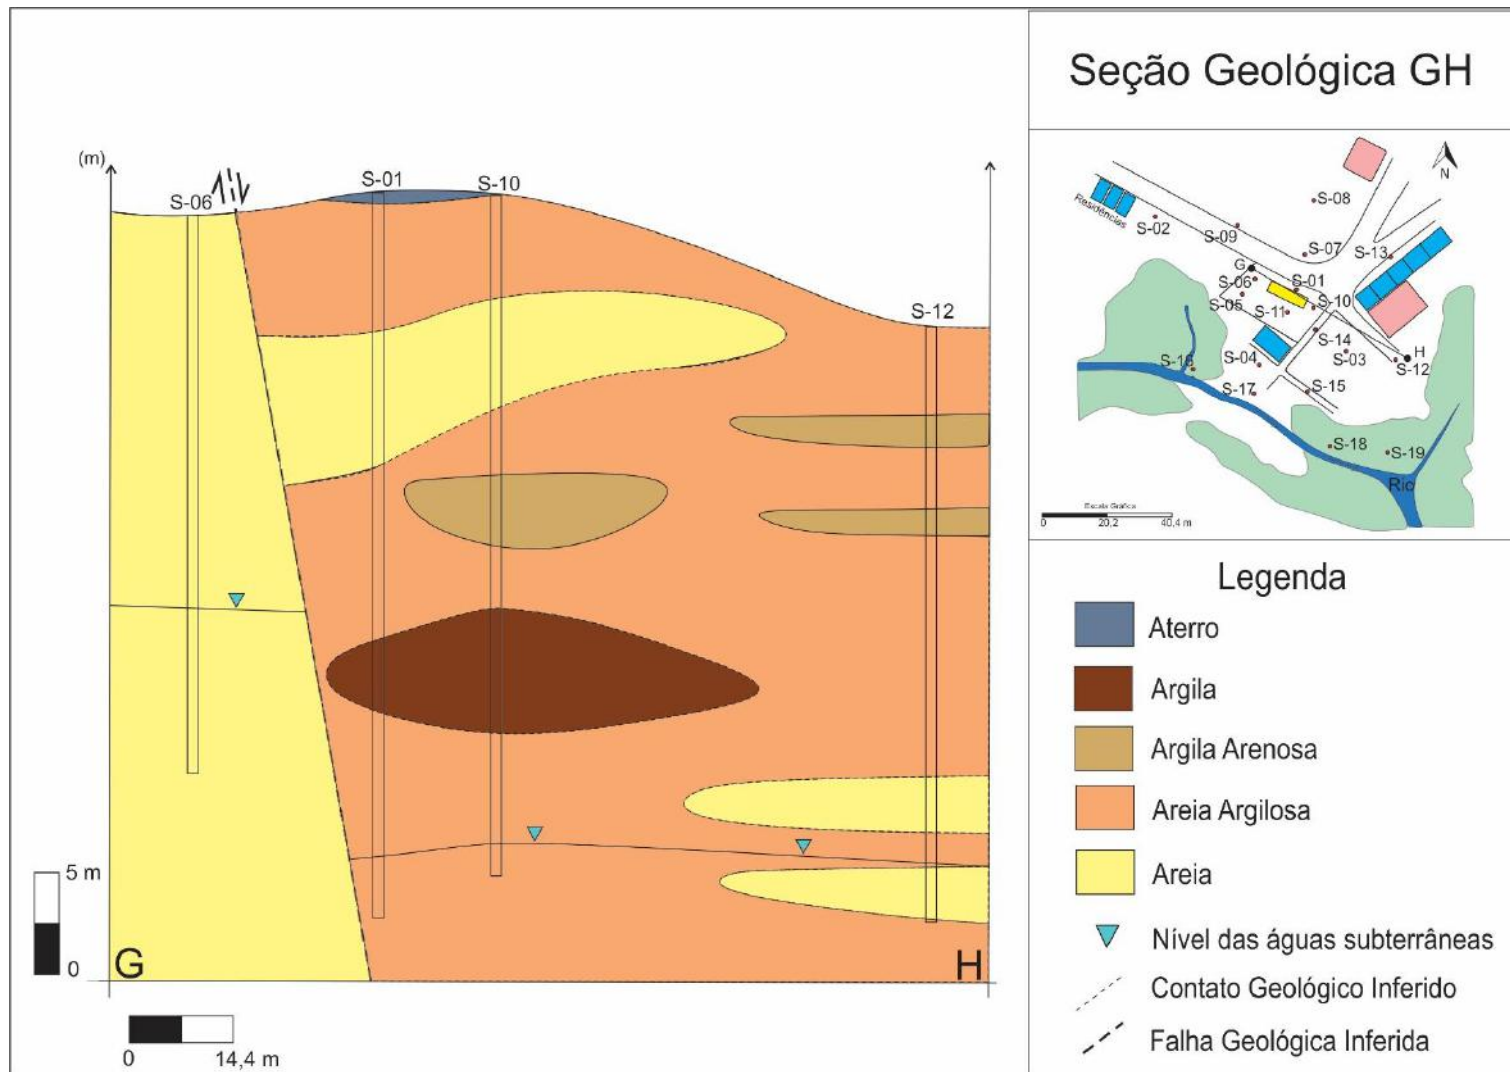 Seção Geológica GH
(m)
S-06
S-01
S-10
S-12
5 m
0
G
H
0
14,4 m
N
Residências
S-02
S-09
S-08
S-07
S-13
G
S-06
S-01
S-05
S-11
S-10
S-14
S-04
S-03
H
S-12
S-16
S-17
S-15
S-18
S-19
Rio
Escala Gráfica
0
20,2
40,4 m
Legenda
Aterro
Argila
Argila Arenosa
Areia Argilosa
Areia
Nível das águas subterrâneas
Contato Geológico Inferido
Falha Geológica Inferida